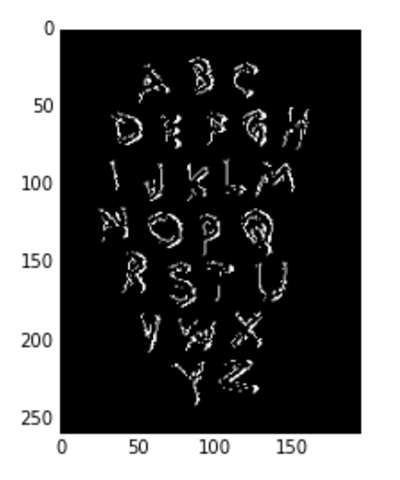 0
50
100
150
200
250
A B C
D E F G H
I J K L M
N O P Q
R S T U
V W X
Y Z
0 50 100 150